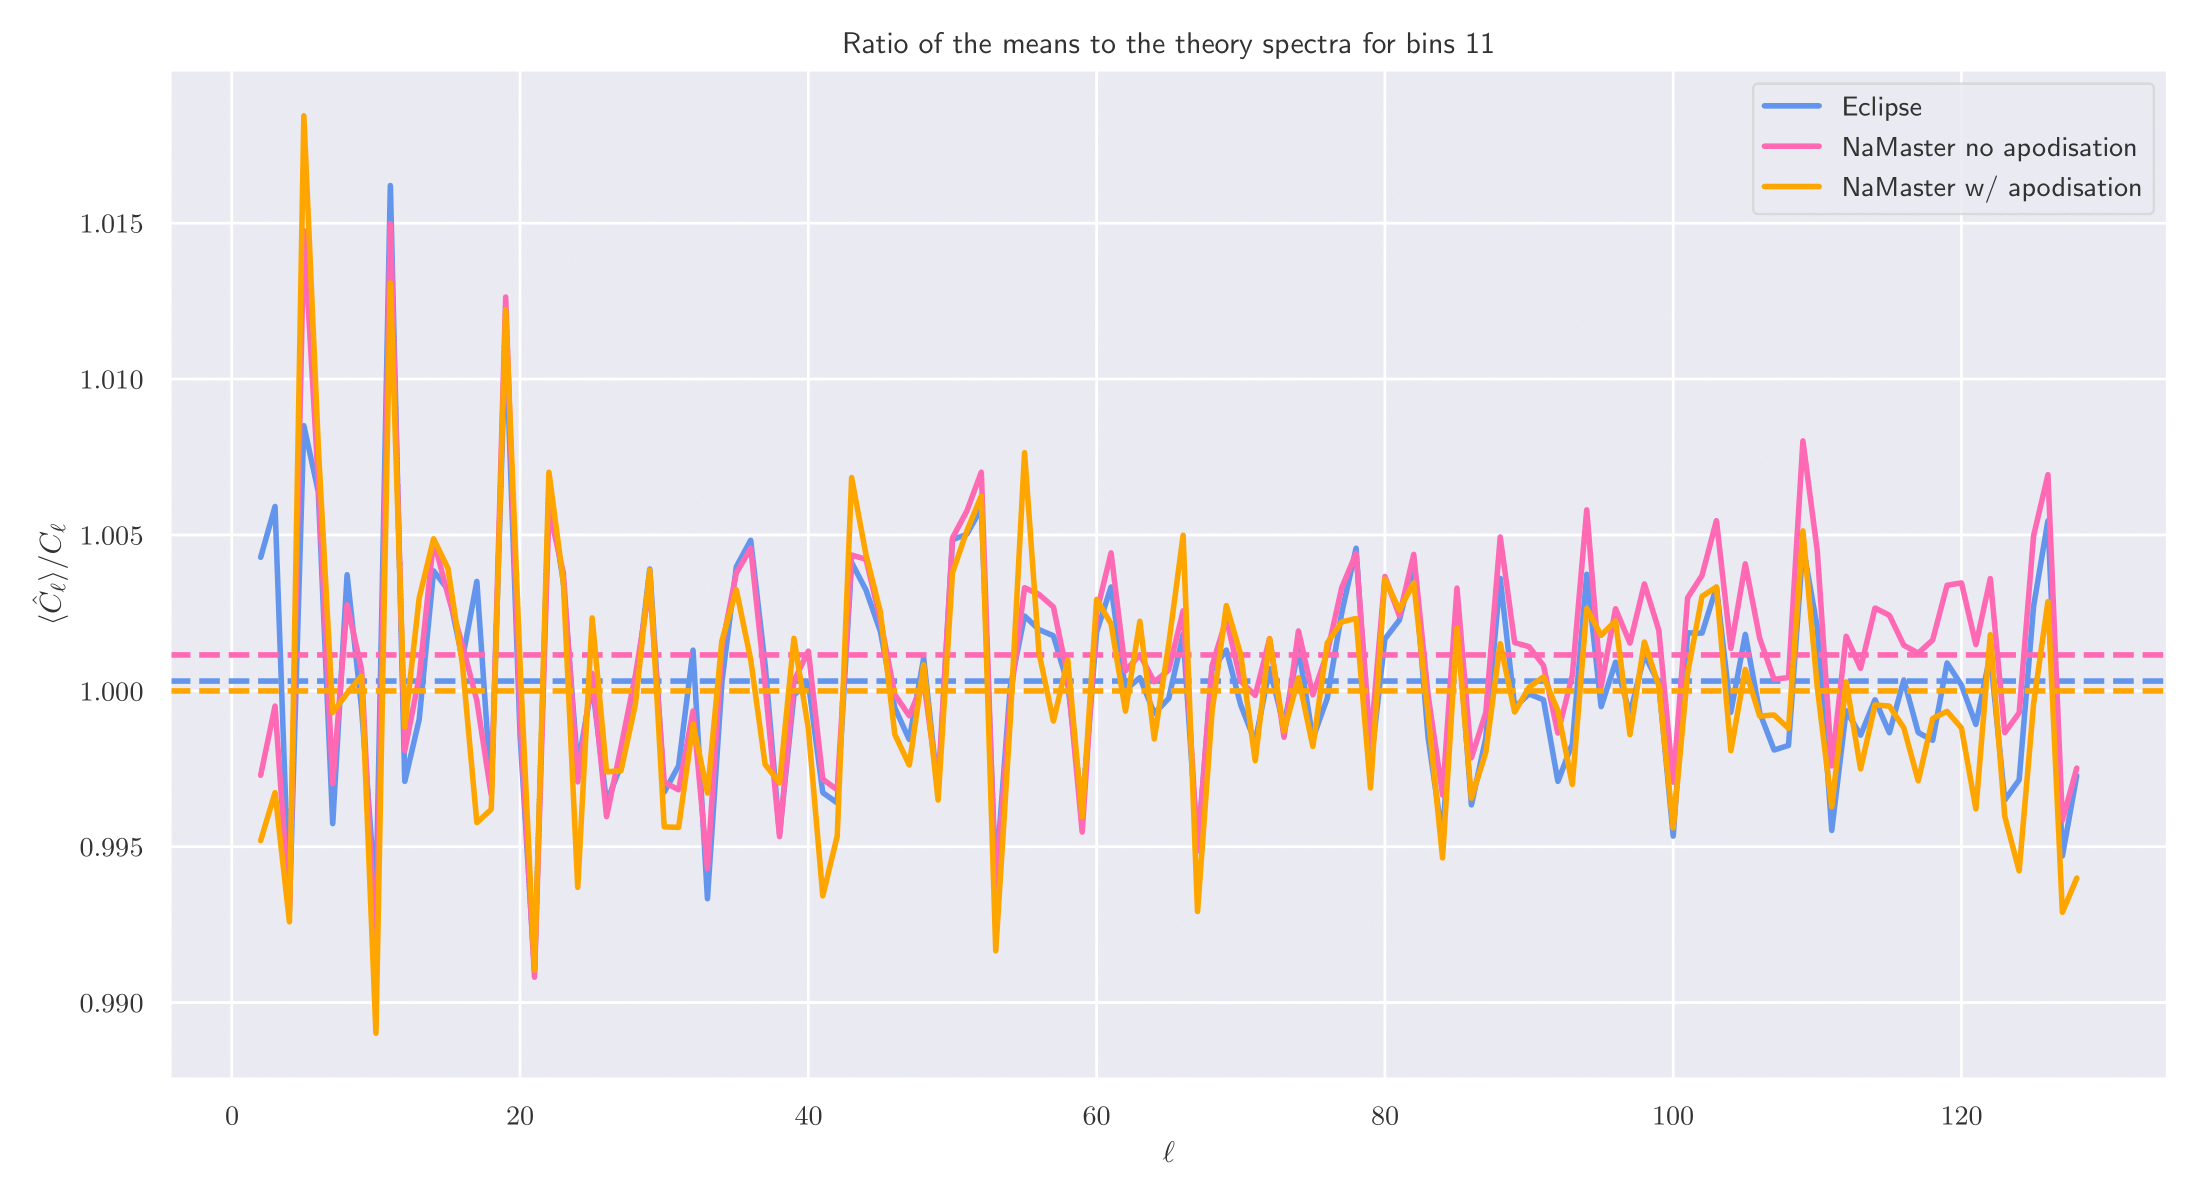 Ratio of the means to the theory spectra for bins 11
Eclipse
NaMaster no apodisation
NaMaster w/ apodisation
1.015
1.010
1.005
1.000
0.995
0.990
⟨Ĉℓ⟩/Cℓ
0 20 40 60 80 100 120
ℓ